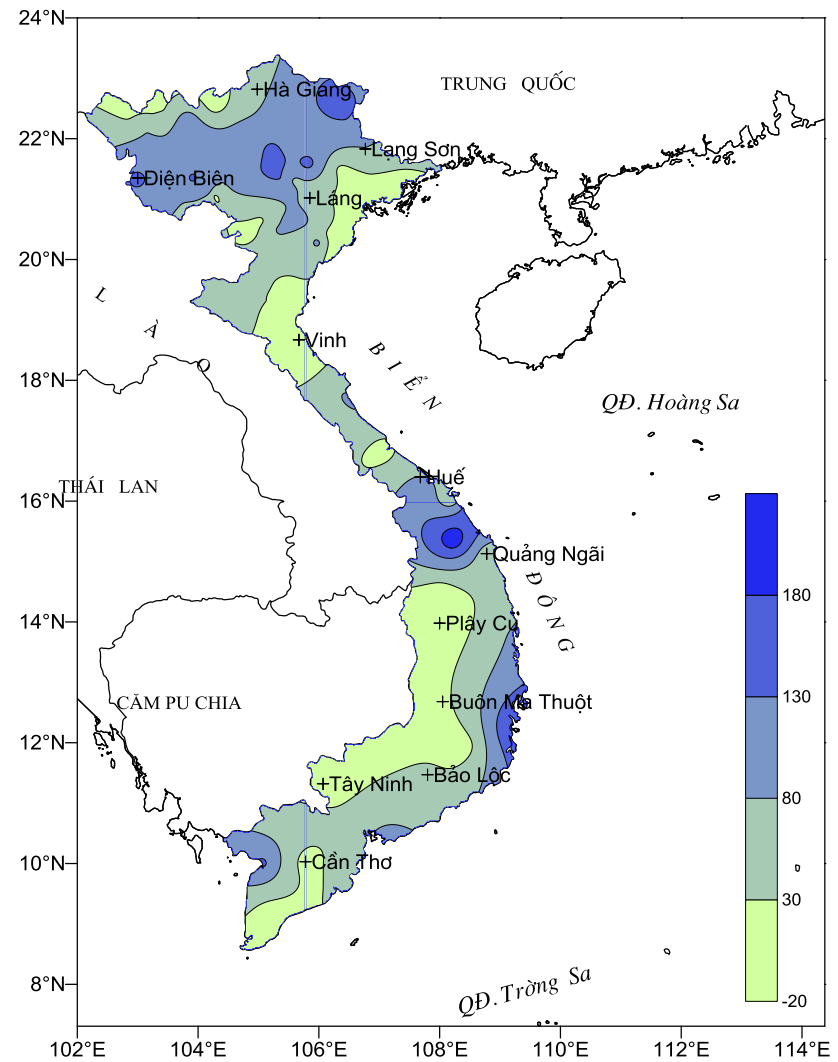 24°N
TRUNG QUỐC
Hà Giang
22°N
Lạng Sơn
Điện Biên
Láng
20°N
LÀO
Vinh
BIỂN
18°N
QĐ. Hoàng Sa
THÁI LAN
Huế
16°N
Quảng Ngãi
ĐÔNG
180
14°N
Plây Cu
CĂM PU CHIA
Buôn Ma Thuột
130
12°N
Bảo Lộc
Tây Ninh
80
10°N
Cần Thơ
30
8°N
QĐ. Trờng Sa
-20
102°E 104°E 106°E 108°E 110°E 112°E 114°E